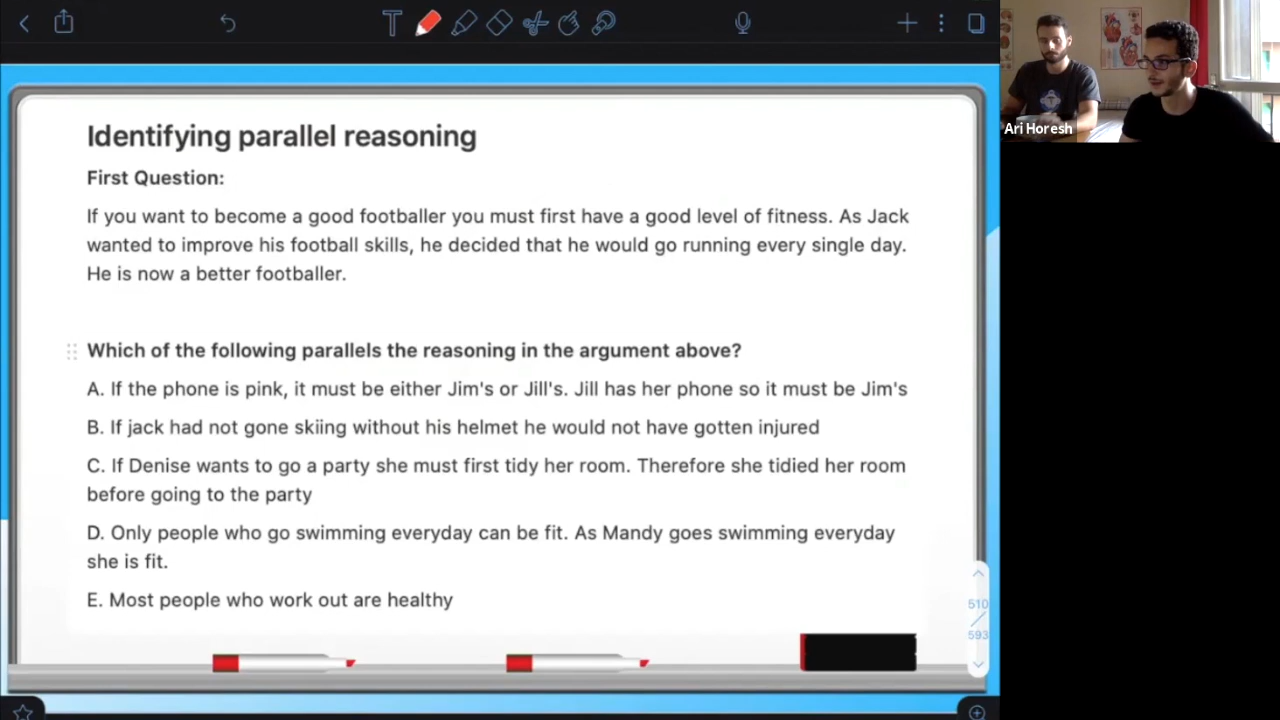 Identifying parallel reasoning
First Question:
If you want to become a good footballer you must first have a good level of fitness. As Jack
wanted to improve his football skills, he decided that he would go running every single day.
He is now a better footballer.
Which of the following parallels the reasoning in the argument above?
A. If the phone is pink, it must be either Jim's or Jill's. Jill has her phone so it must be Jim's
B. If jack had not gone skiing without his helmet he would not have gotten injured
C. If Denise wants to go a party she must first tidy her room. Therefore she tidied her room
before going to the party
D. Only people who go swimming everyday can be fit. As Mandy goes swimming everyday
she is fit.
E. Most people who work out are healthy
510
/
593
Ari Horesh